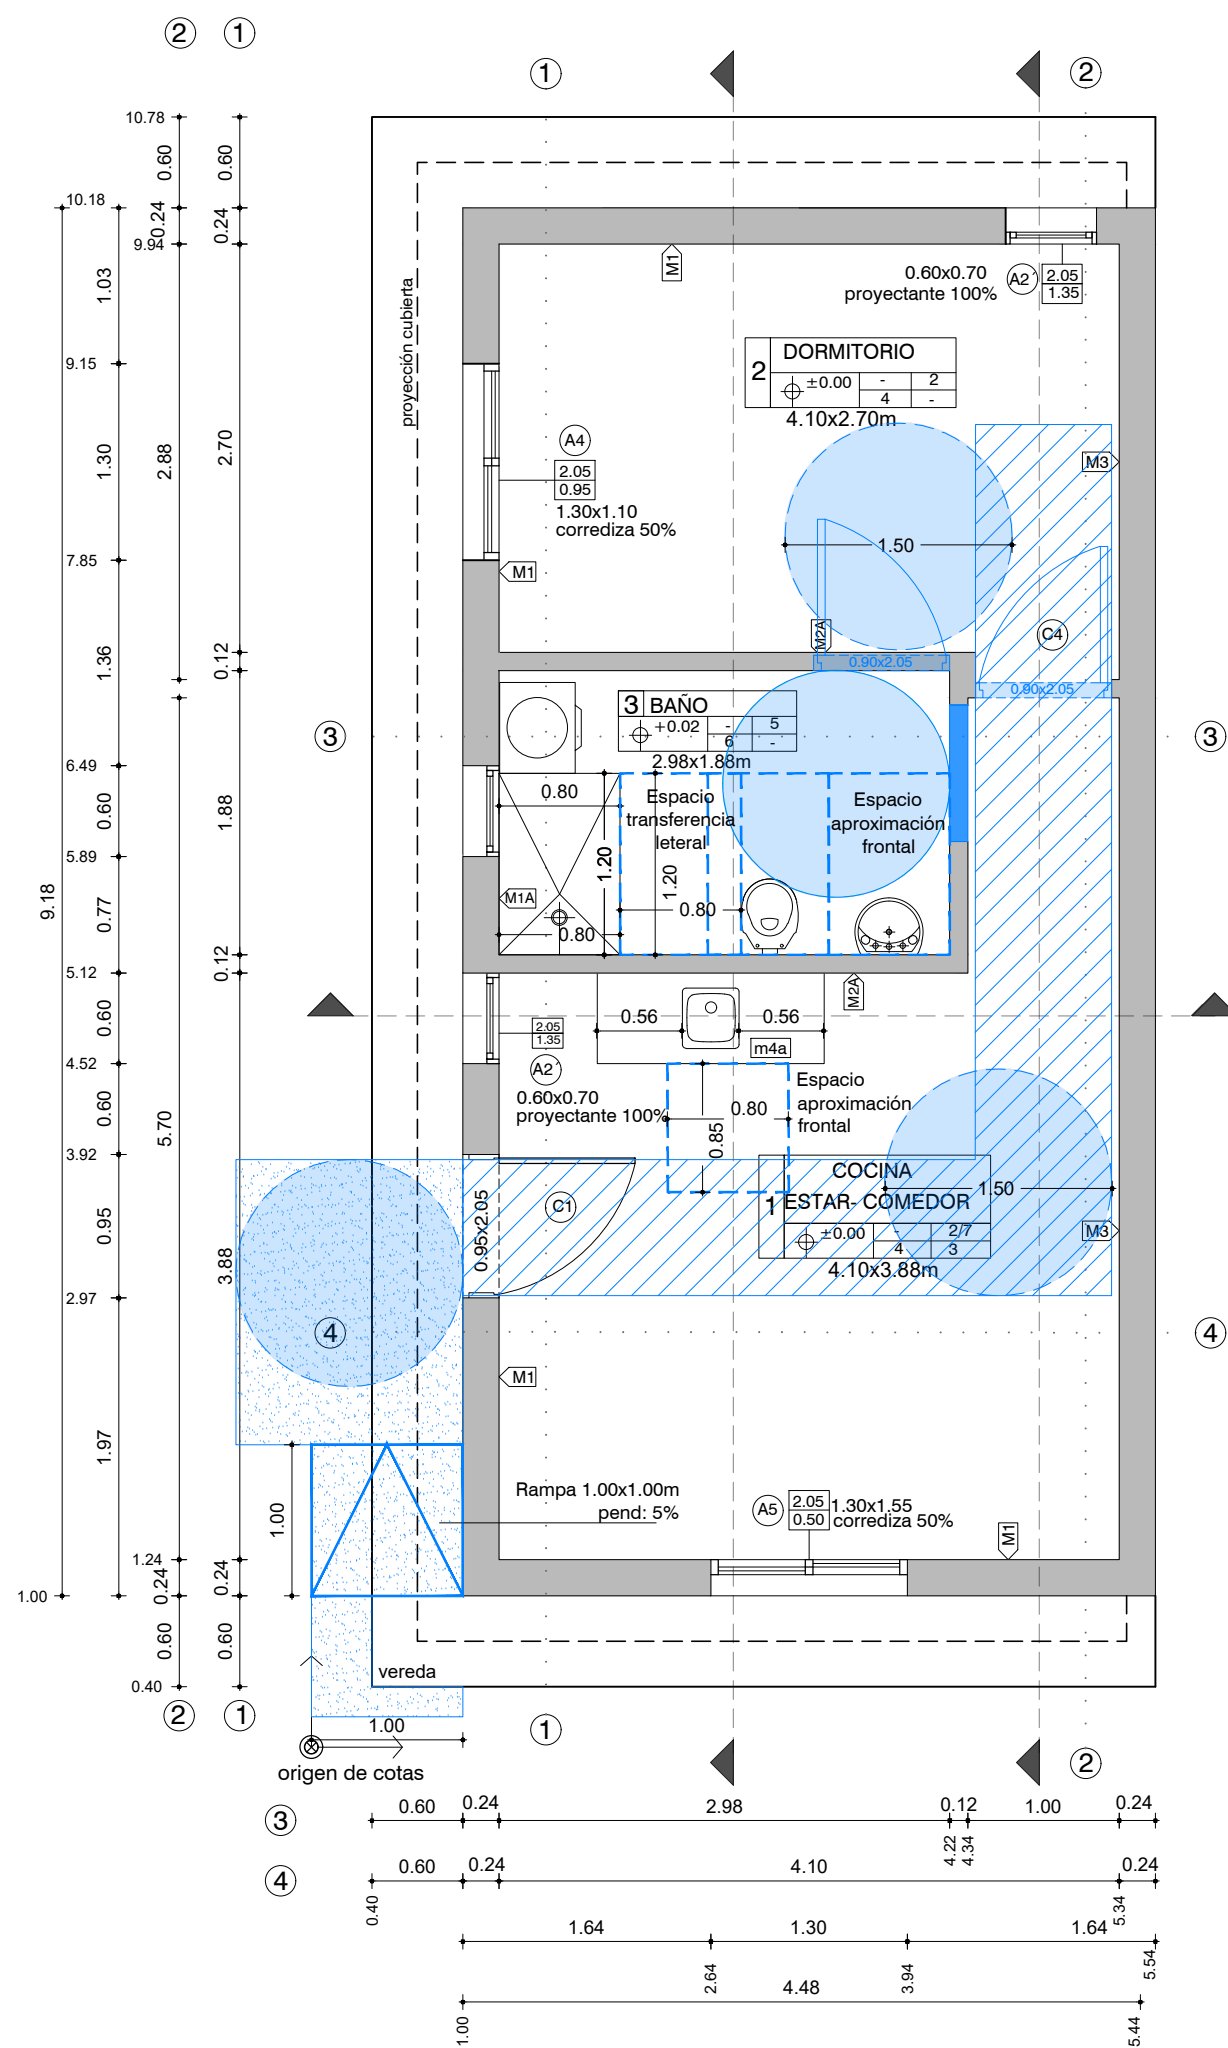 2
1
1
2
10.78
0.60
0.60
10.18
0.24
0.24
9.94
1.03
9.15
1.30
2.88
2.70
7.85
1.36
0.12
6.49
0.60
1.88
5.89
9.18
0.77
5.12
0.12
0.60
4.52
0.60
5.70
3.92
0.95
3.88
2.97
1.97
1.24
0.24
0.24
1.00
0.60
0.60
0.40
2
1
proyección cubierta
M1
0.60x0.70
proyectante 100%
A2´
2.05
1.35
2
DORMITORIO
±0.00
-
2
4
-
4.10x2.70m
A4
2.05
0.95
1.30x1.10
corrediza 50%
M3
1.50
M1
M2A
C4
0.90x2.05
0.90x2.05
3
3
3 BAÑO
+0.02
-
5
6
-
2.98x1.88m
0.80
Espacio
transferencia
leteral
Espacio
aproximación
frontal
1.20
1.20
M1A
0.80
0.80
M2A
0.56
0.56
m4a
2.05
1.35
A2´
0.60x0.70
proyectante 100%
Espacio
aproximación
frontal
0.80
0.85
0.95x2.05
C1
1
COCINA
ESTAR- COMEDOR
±0.00
-
2/7
4
3
4.10x3.88m
1.50
M3
4
4
M1
Rampa 1.00x1.00m
pend: 5%
1.00
A5
2.05
0.50
1.30x1.55
corrediza 50%
M1
vereda
1.00
origen de cotas
1
2
3
0.60
0.24
2.98
0.12
1.00
0.24
4.22
4.34
4
0.60
0.24
4.10
0.24
0.40
5.34
1.64
1.30
1.64
2.64
3.94
5.54
4.48
1.00
5.44